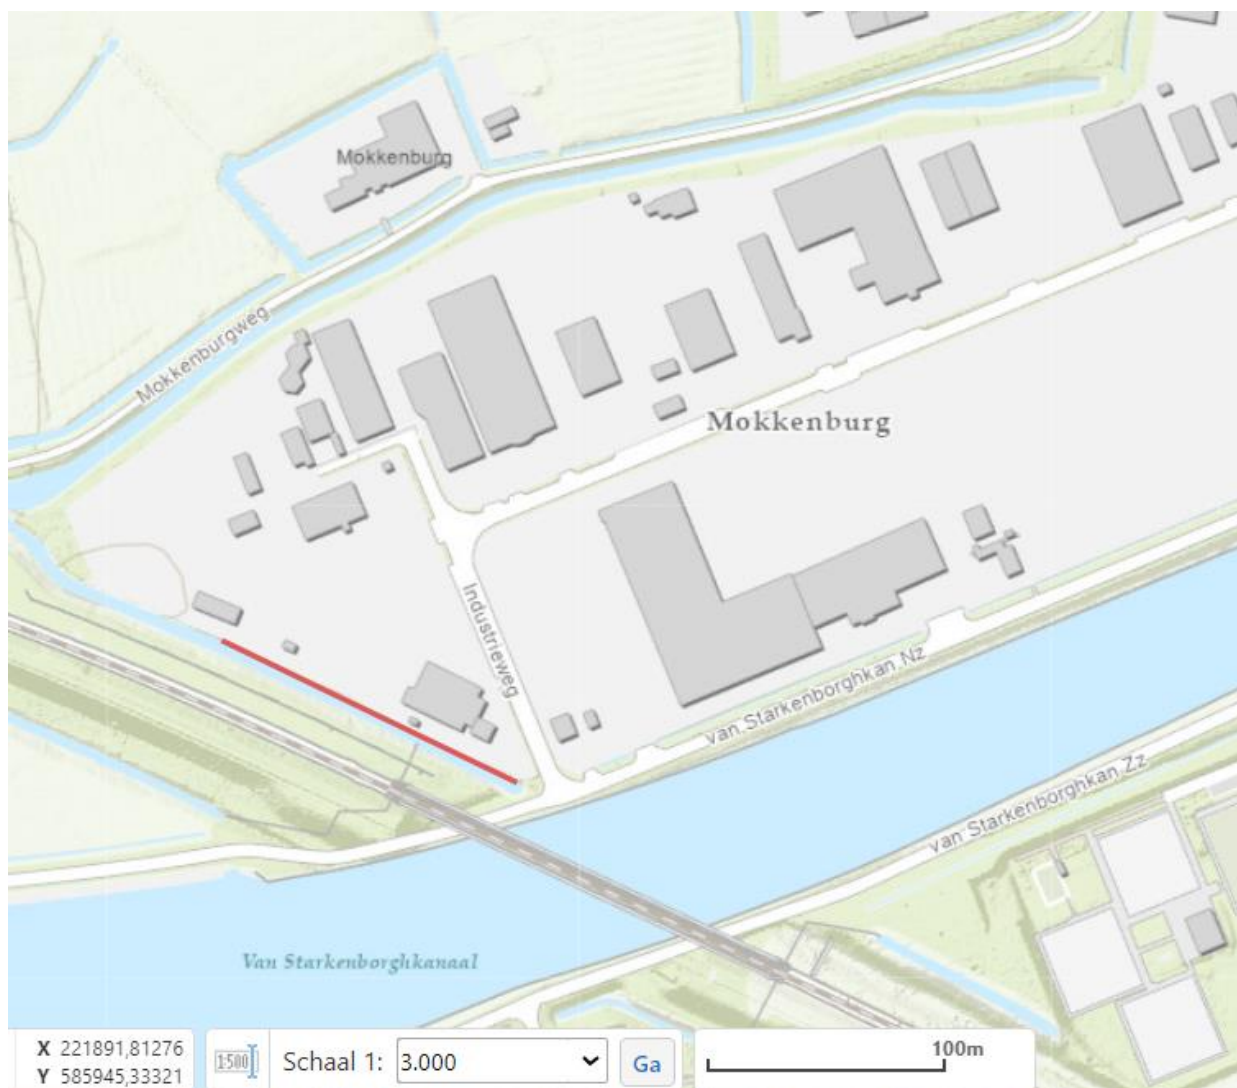 Mokkenburg
Mokkenburgweg
Mokkenburg
Industrieweg
van Starkenborghkan Nz
van Starkenborghkan Zz
Van Starkenborghkanaal
X 221891,81276
Y 585945,33321
1:500
Schaal 1: 3.000
Ga
100m